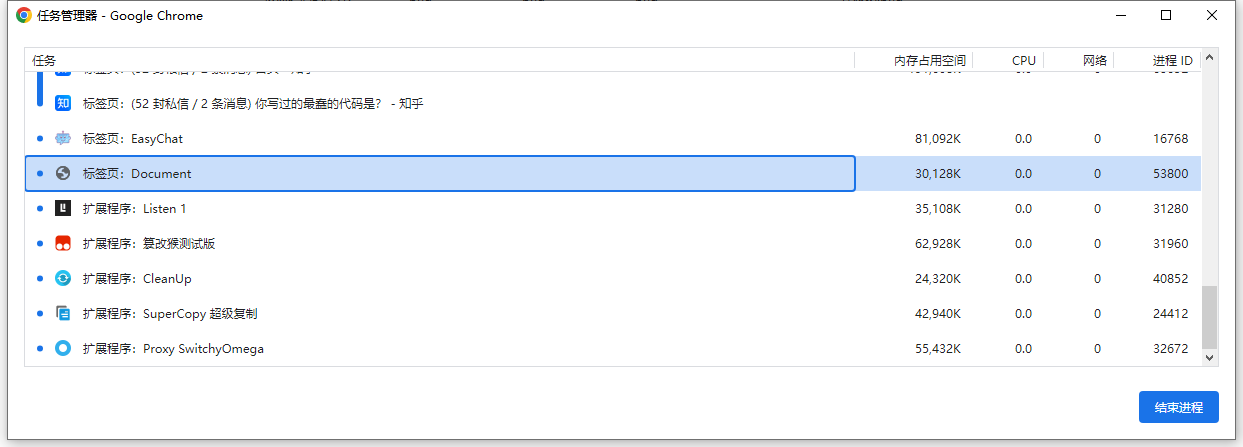 任务管理器 - Google Chrome
任务 内存占用空间 CPU 网络 进程 ID
标签页: (52 封私信 / 2 条消息) 你写过的最蠢的代码是? - 知乎
标签页: EasyChat 81,092K 0.0 0 16768
标签页: Document 30,128K 0.0 0 53800
扩展程序: Listen 1 35,108K 0.0 0 31280
扩展程序: 篡改猴测试版 62,928K 0.0 0 31960
扩展程序: CleanUp 24,320K 0.0 0 40852
扩展程序: SuperCopy 超级复制 42,940K 0.0 0 24412
扩展程序: Proxy SwitchyOmega 55,432K 0.0 0 32672
结束进程